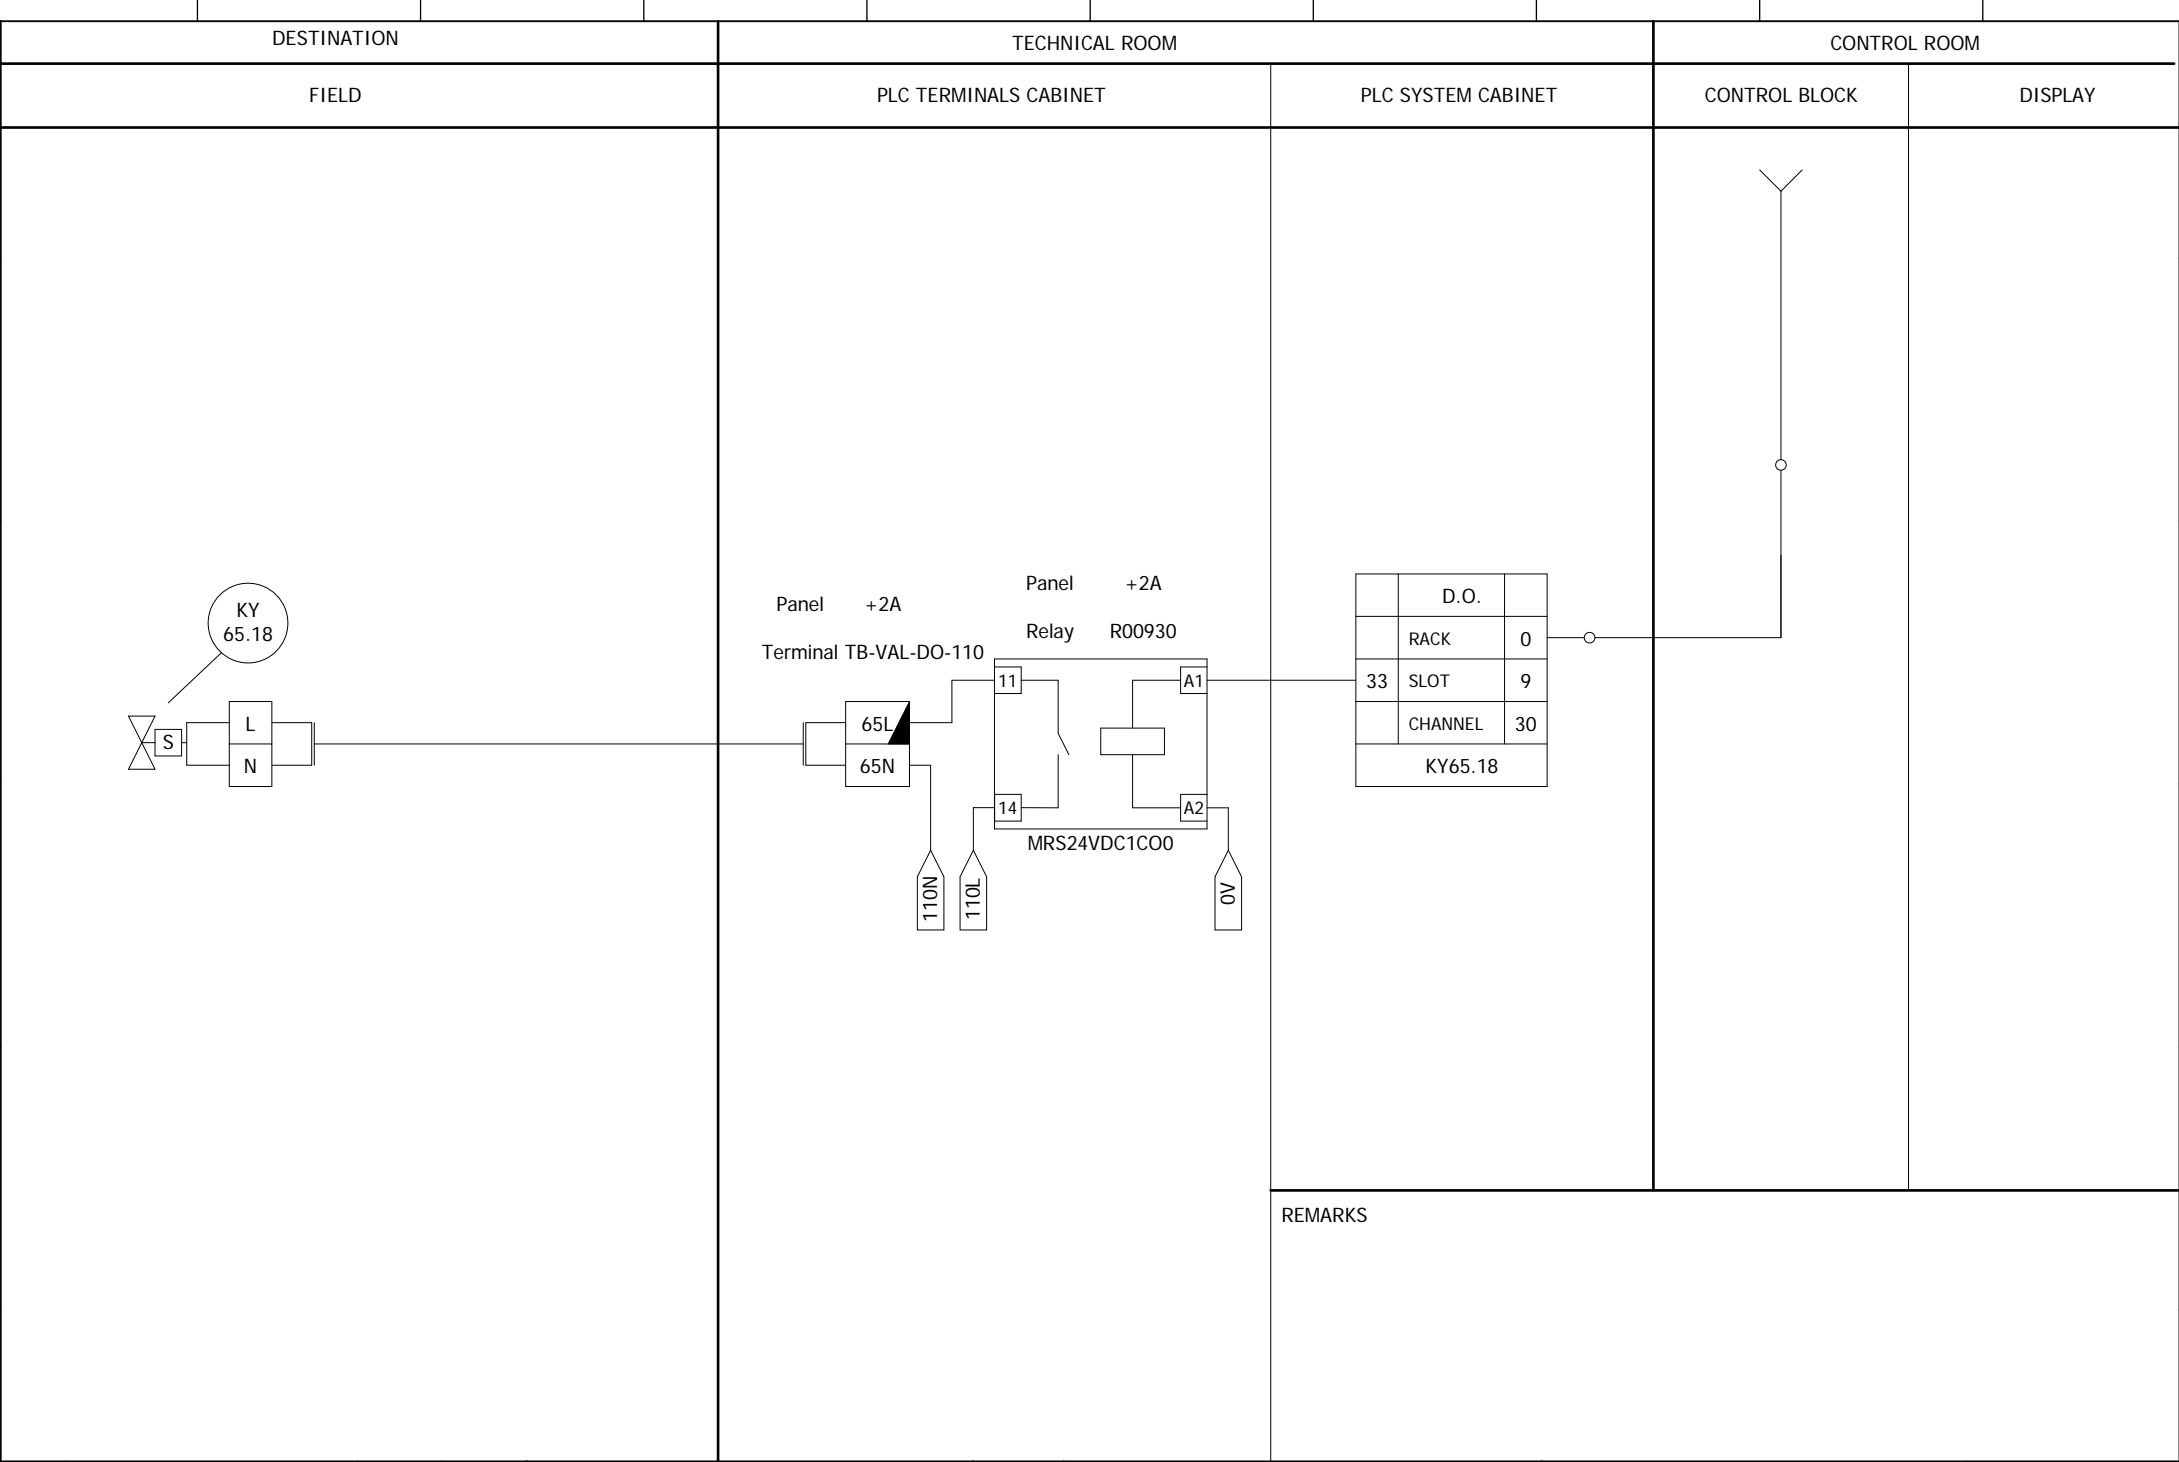 DESTINATION
TECHNICAL ROOM
CONTROL ROOM
FIELD
PLC TERMINALS CABINET
PLC SYSTEM CABINET
CONTROL BLOCK
DISPLAY
KY
65.18
S
L
N
Panel +2A
Terminal TB-VAL-DO-110
65L
65N
110N
110L
Panel +2A
Relay R00930
11
14
A1
A2
MRS24VDC1CO0
0V
D.O.
RACK 0
33 SLOT 9
CHANNEL 30
KY65.18
REMARKS